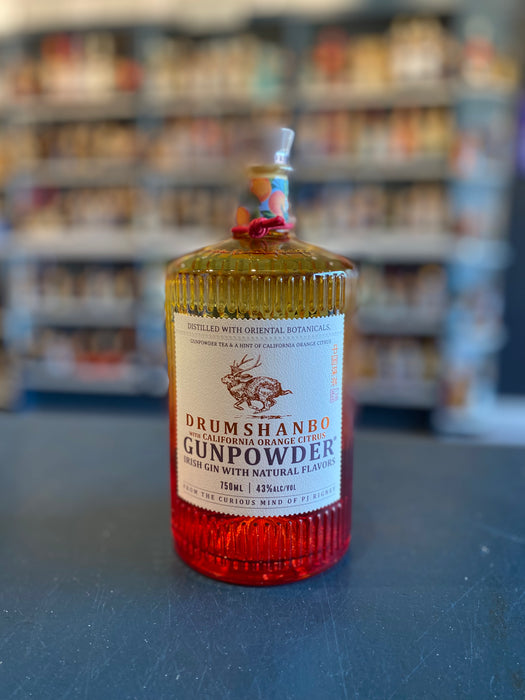 DISTILLED WITH ORIENTAL BOTANICALS,
GUNPOWDER TEA & A HINT OF CALIFORNIA ORANGE CITRUS
DRUMSHANBO
WITH CALIFORNIA ORANGE CITRUS
GUNPOWDER®
IRISH GIN WITH NATURAL FLAVORS
750ML | 43%ALC/VOL
FROM THE CURIOUS MIND OF PJ RIGNEY